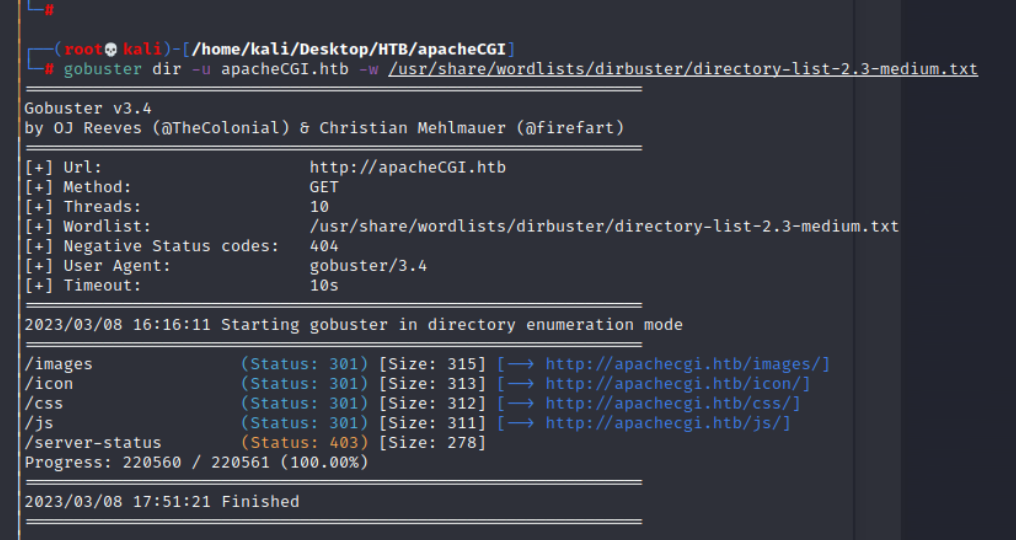 └─#
┌──(root💀kali)-[/home/kali/Desktop/HTB/apacheCGI]
└─# gobuster dir -u apacheCGI.htb -w /usr/share/wordlists/dirbuster/directory-list-2.3-medium.txt
===============================================================
Gobuster v3.4
by OJ Reeves (@TheColonial) & Christian Mehlmauer (@firefart)
===============================================================
[+] Url:                     http://apacheCGI.htb
[+] Method:                  GET
[+] Threads:                 10
[+] Wordlist:                /usr/share/wordlists/dirbuster/directory-list-2.3-medium.txt
[+] Negative Status codes:   404
[+] User Agent:              gobuster/3.4
[+] Timeout:                 10s
===============================================================
2023/03/08 16:16:11 Starting gobuster in directory enumeration mode
===============================================================
/images               (Status: 301) [Size: 315] [--> http://apachecgi.htb/images/]
/icon                 (Status: 301) [Size: 313] [--> http://apachecgi.htb/icon/]
/css                  (Status: 301) [Size: 312] [--> http://apachecgi.htb/css/]
/js                   (Status: 301) [Size: 311] [--> http://apachecgi.htb/js/]
/server-status        (Status: 403) [Size: 278]
Progress: 220560 / 220561 (100.00%)
===============================================================
2023/03/08 17:51:21 Finished
===============================================================